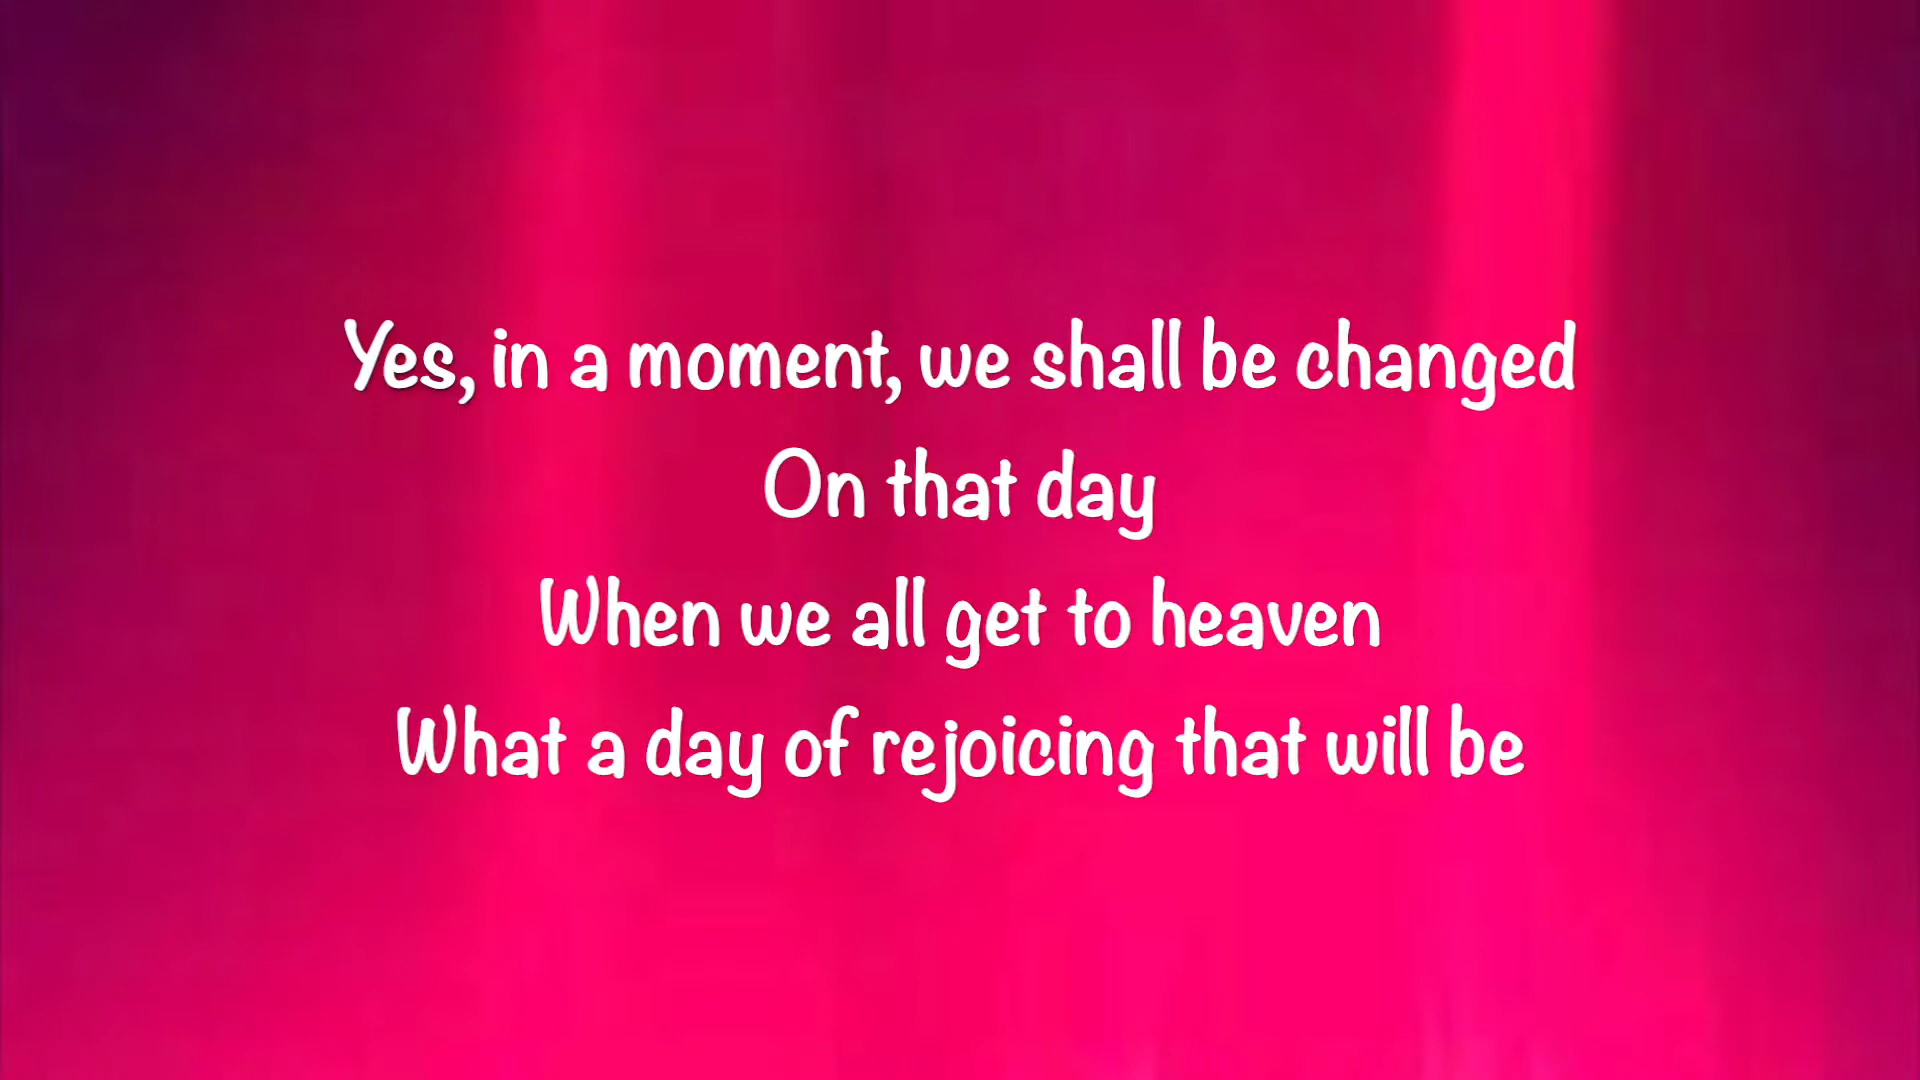 Yes, in a moment, we shall be changed
On that day
When we all get to heaven
What a day of rejoicing that will be